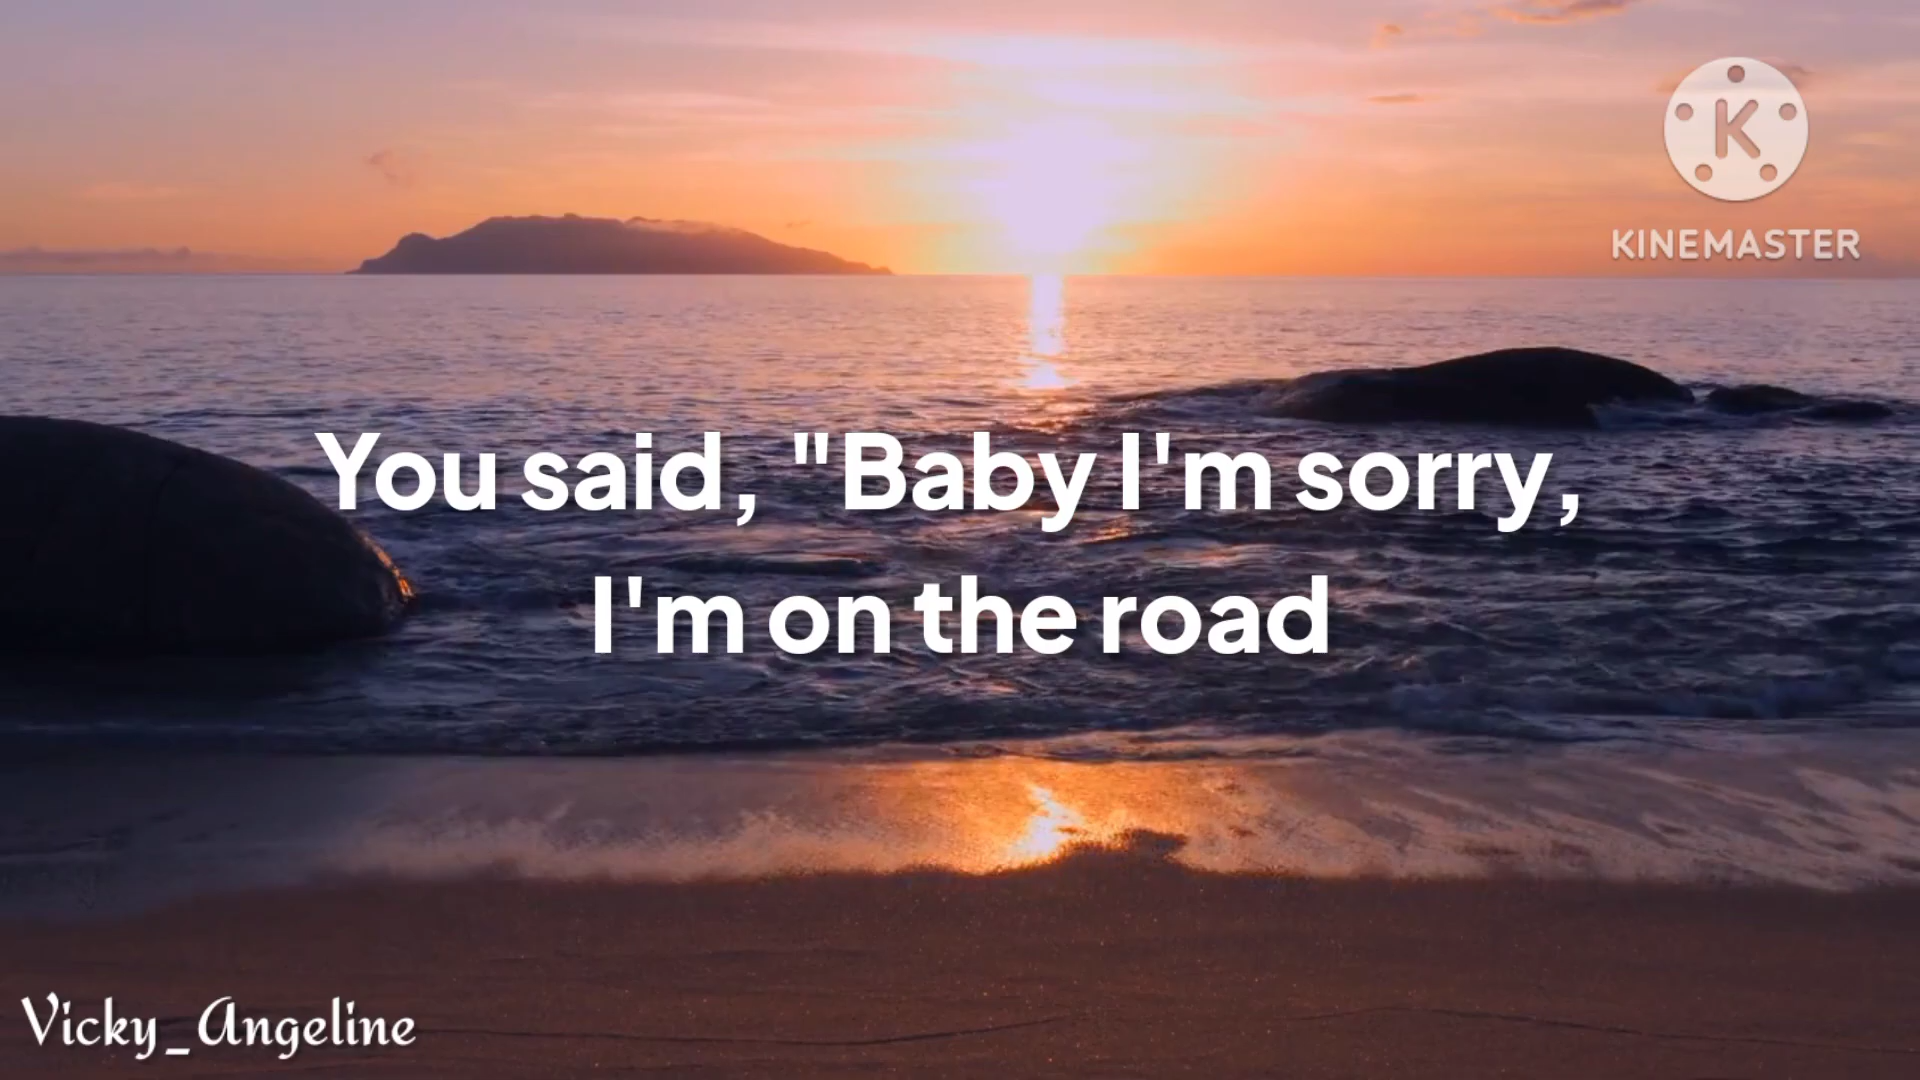 K
KINEMASTER
You said, "Baby I'm sorry,
I'm on the road
Vicky_Angeline